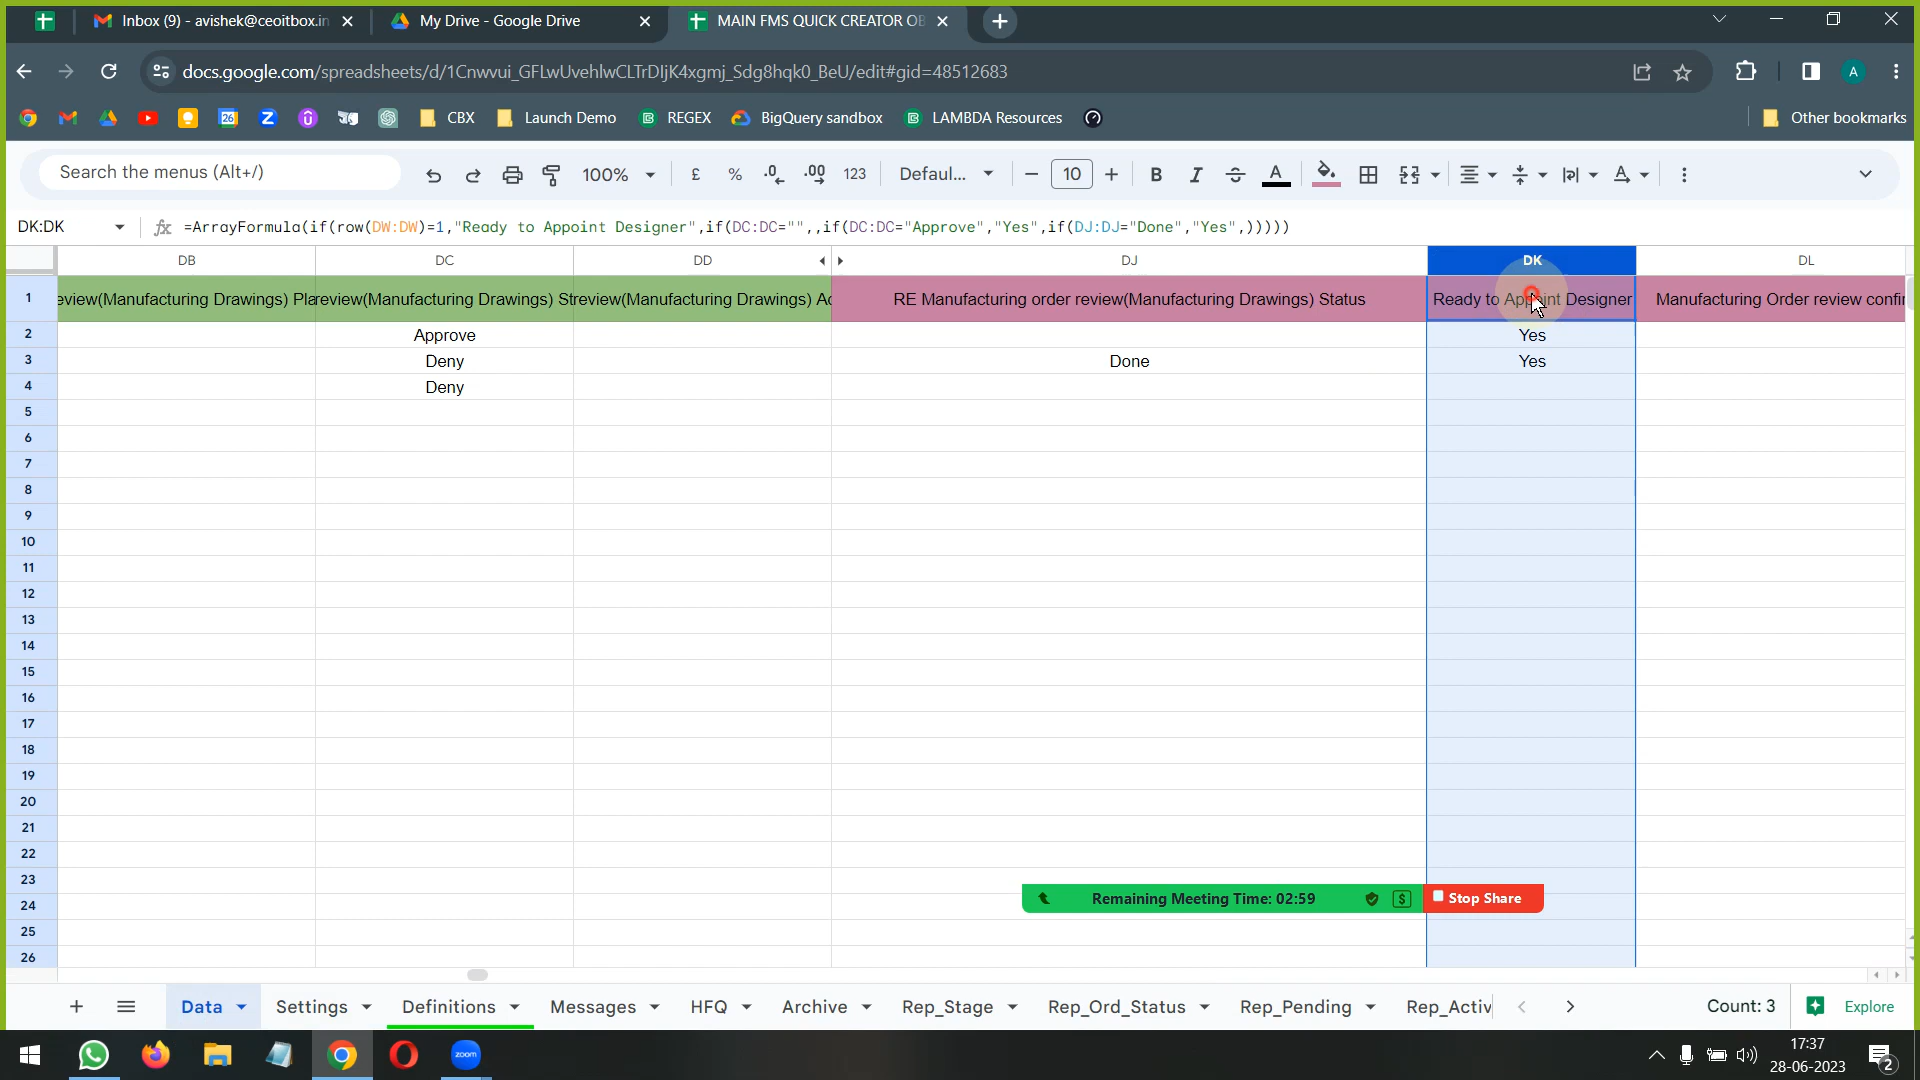 Inbox (9) - avishek@ceoitbox.in
My Drive - Google Drive
MAIN FMS QUICK CREATOR OB
docs.google.com/spreadsheets/d/1Cnwvui_GFLwUvehlwCLTrDIjK4xgmj_Sdg8hqk0_BeU/edit#gid=48512683
A
26
CBX
Launch Demo
REGEX
BigQuery sandbox
LAMBDA Resources
Other bookmarks
Search the menus (Alt+/)
100%
£
%
.0
.00
123
Defaul...
10
B
I
S
A
A
DK:DK
fx
=ArrayFormula(if(row(DW:DW)=1,"Ready to Appoint Designer",if(DC:DC="",,if(DC:DC="Approve","Yes",if(DJ:DJ="Done","Yes",)))))
DB DC DD DJ DK DL
1 eview(Manufacturing Drawings) Pla review(Manufacturing Drawings) St review(Manufacturing Drawings) Ac RE Manufacturing order review(Manufacturing Drawings) Status Ready to Appoint Designer Manufacturing Order review confir
2 Approve Yes
3 Deny Done Yes
4 Deny
5
6
7
8
9
10
11
12
13
14
15
16
17
18
19
20
21
22
23
24
25
26
Remaining Meeting Time: 02:59
$
Stop Share
Data
Settings
Definitions
Messages
HFQ
Archive
Rep_Stage
Rep_Ord_Status
Rep_Pending
Rep_Activ
Count: 3
Explore
zoom
17:37
28-06-2023
2